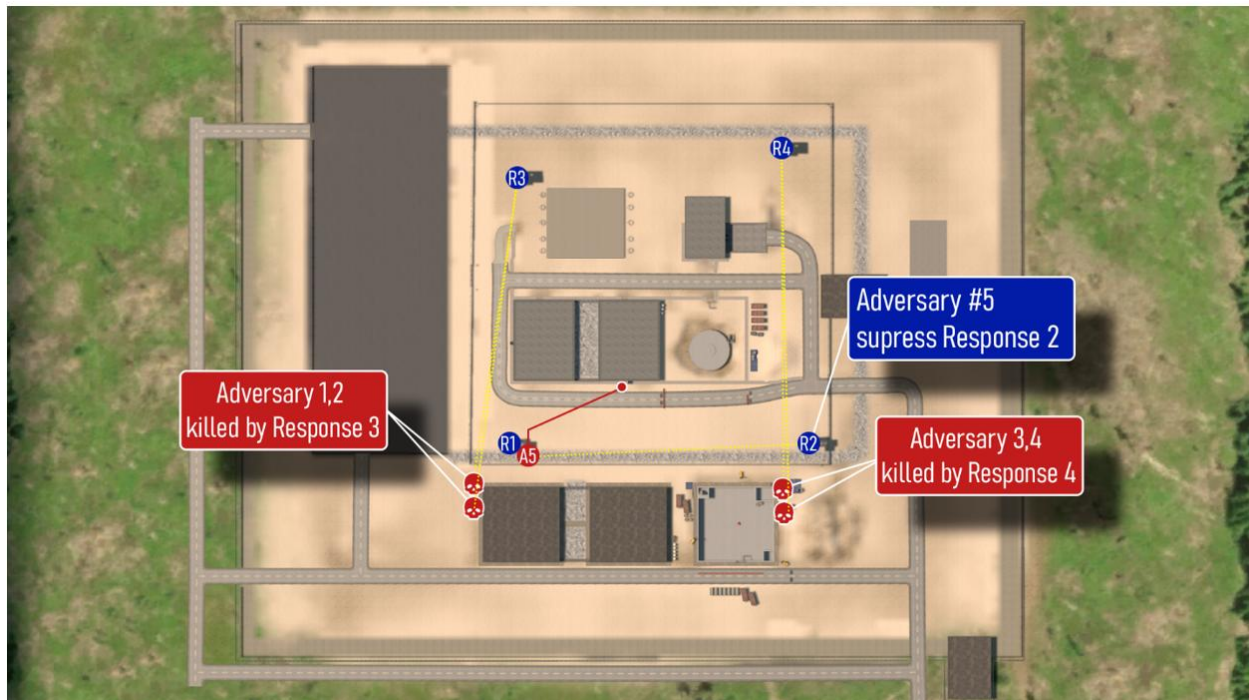 R4
R3
Adversary #5
supress Response 2
Adversary 1,2
killed by Response 3
R1
R2
A5
Adversary 3,4
killed by Response 4